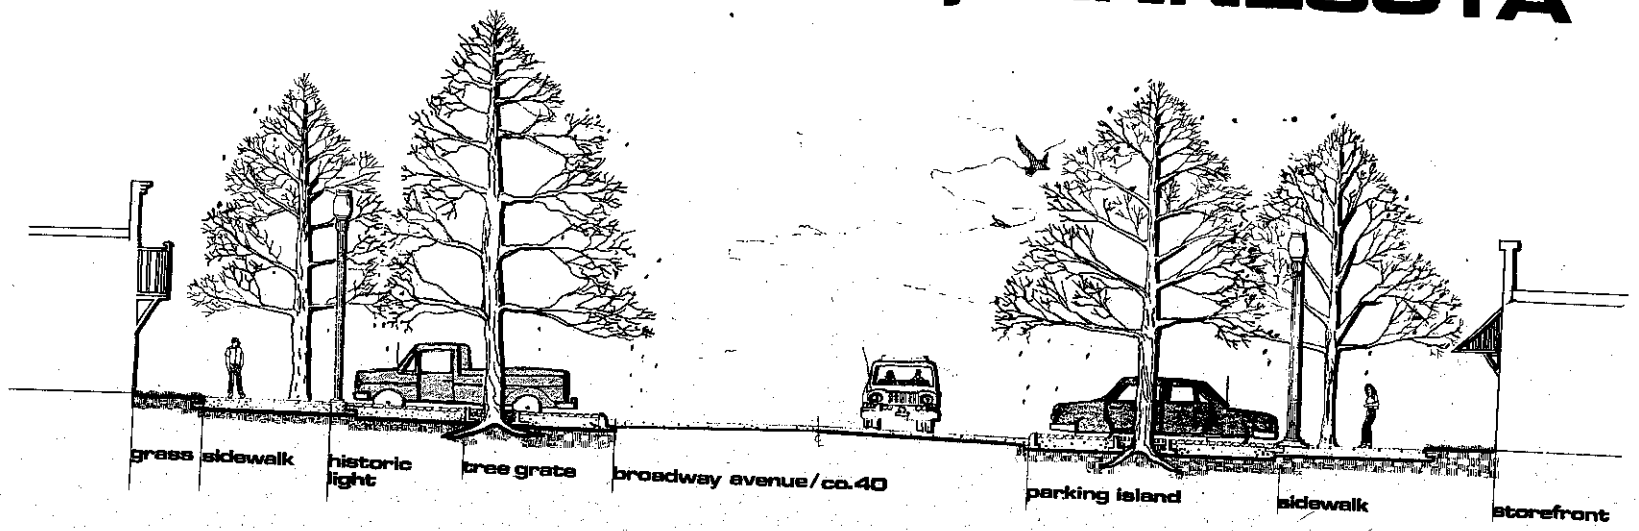 grass
sidewalk
historic
light
tree grate
broadway avenue/co.40
parking island
sidewalk
storefront